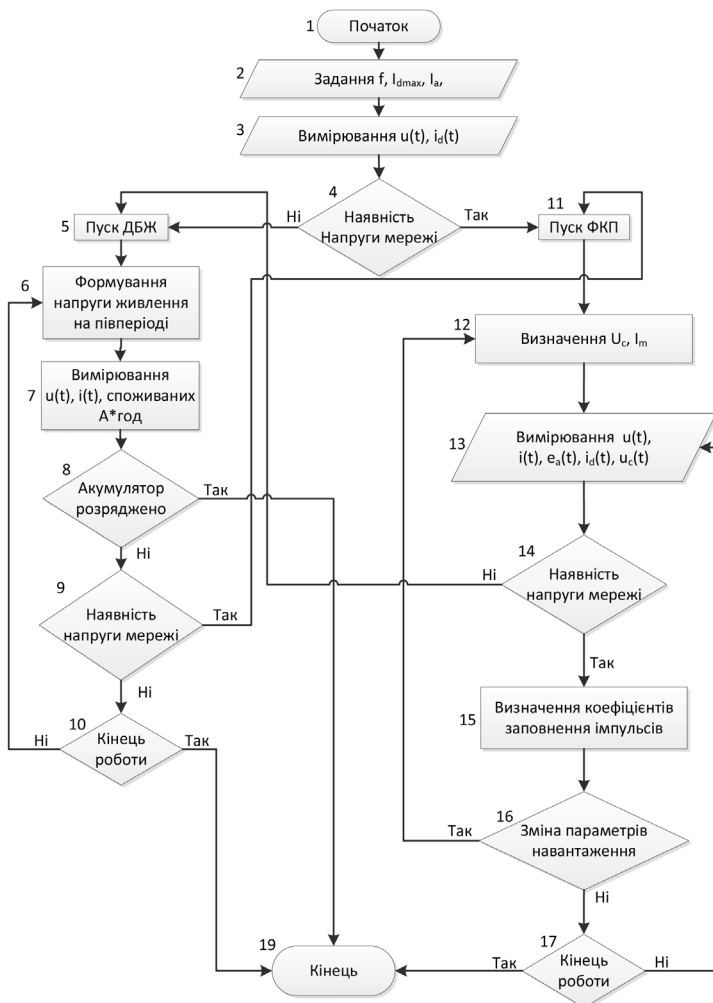 1
Початок
2
Задання f, Idmax, Ia,
3
Вимірювання u(t), id(t)
4
Наявність
Напруги мережі
Ні
Так
5
Пуск ДБЖ
11
Пуск ФКП
6
Формування
напруги живлення
на півперіоді
12
Визначення Uc, Im
7
Вимірювання
u(t), i(t), споживаних
А*год
13
Вимірювання u(t),
i(t), ea(t), id(t), uc(t)
8
Акумулятор
розряджено
Так
Ні
14
Наявність
напруги мережі
Ні
Так
9
Наявність
напруги мережі
Так
Ні
15
Визначення коефіцієнтів
заповнення імпульсів
10
Кінець
роботи
Ні
Так
16
Зміна параметрів
навантаження
Так
Ні
17
Кінець
роботи
Так
Ні
19
Кінець